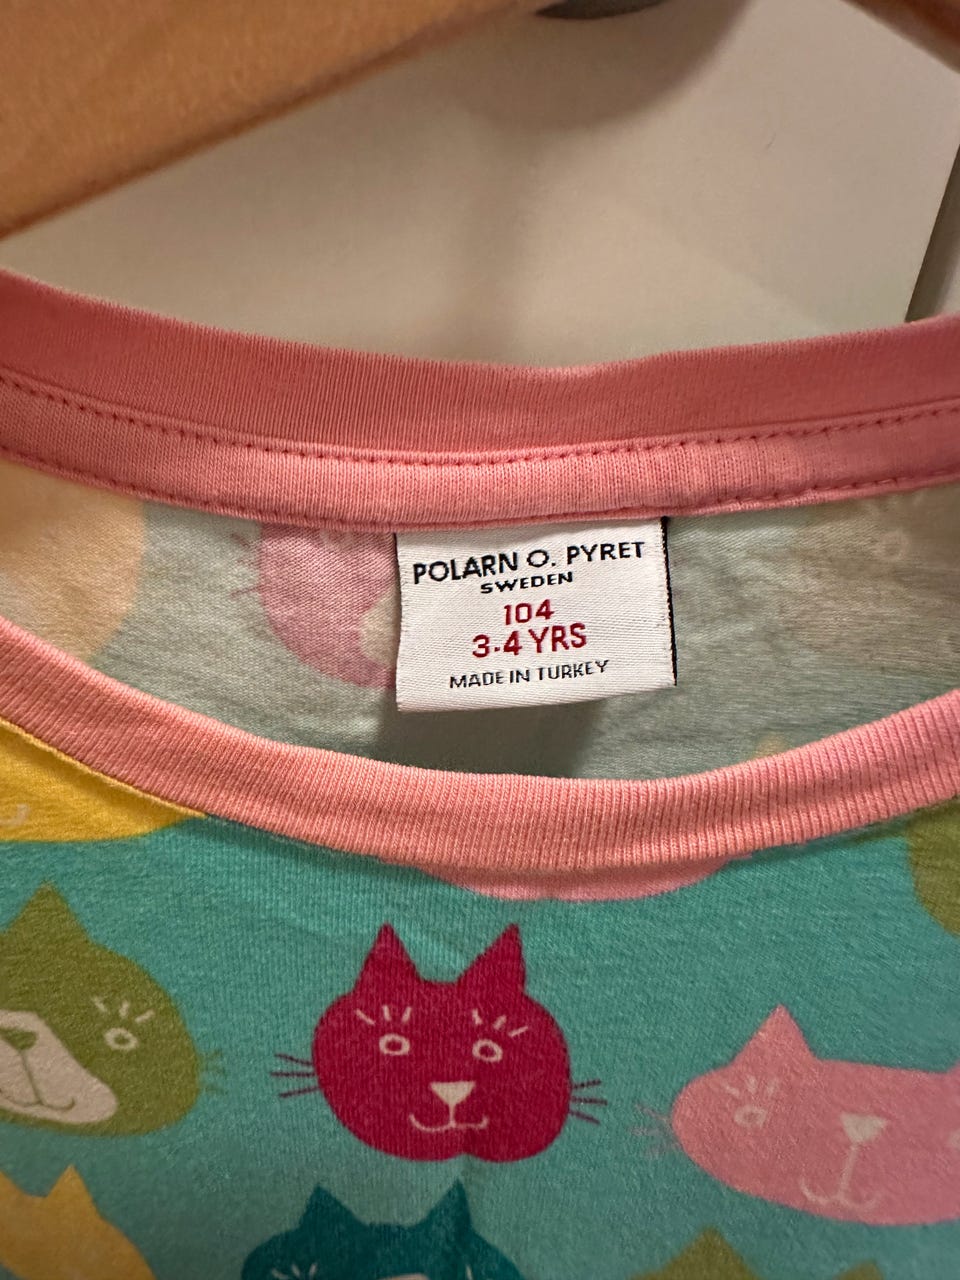 POLARN O. PYRET
SWEDEN
104
3-4 YRS
MADE IN TURKEY